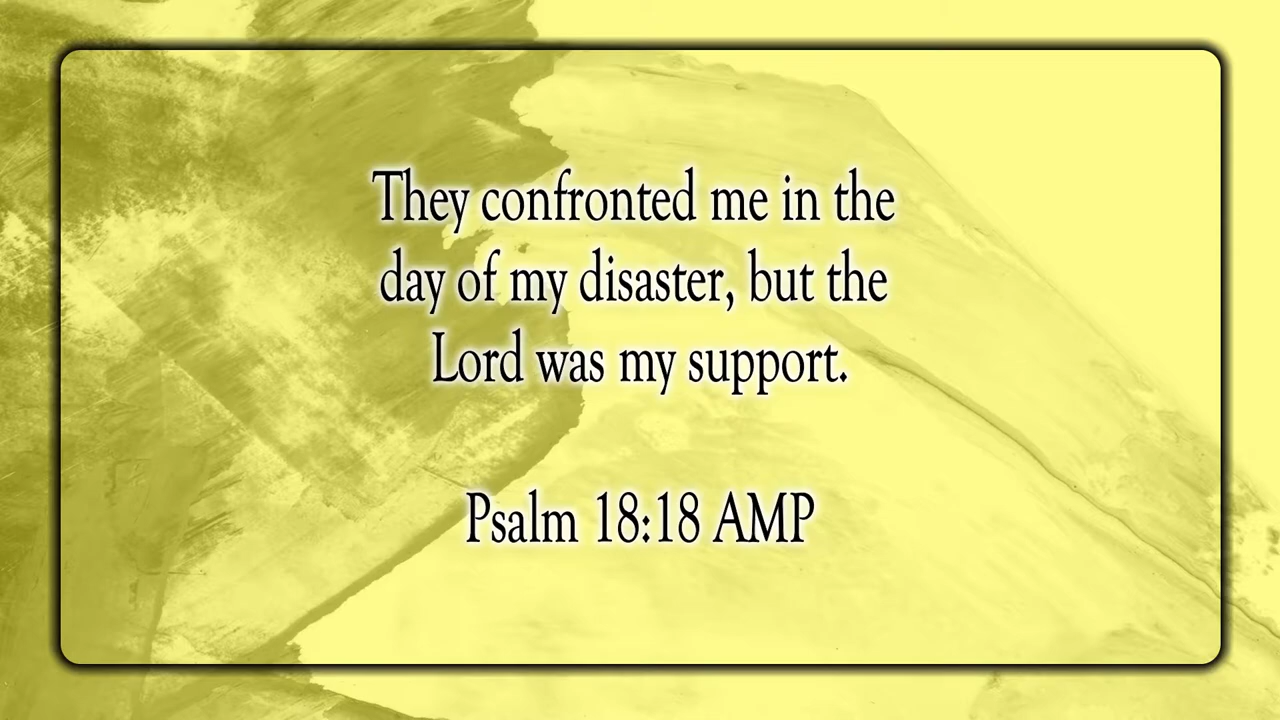 They confronted me in the
day of my disaster, but the
Lord was my support.
Psalm 18:18 AMP